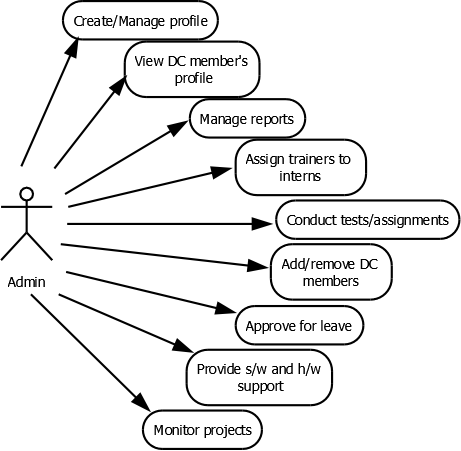 Create/Manage profile
View DC member's
profile
Manage reports
Assign trainers to
interns
Conduct tests/assignments
Add/remove DC
members
Admin
Approve for leave
Provide s/w and h/w
support
Monitor projects